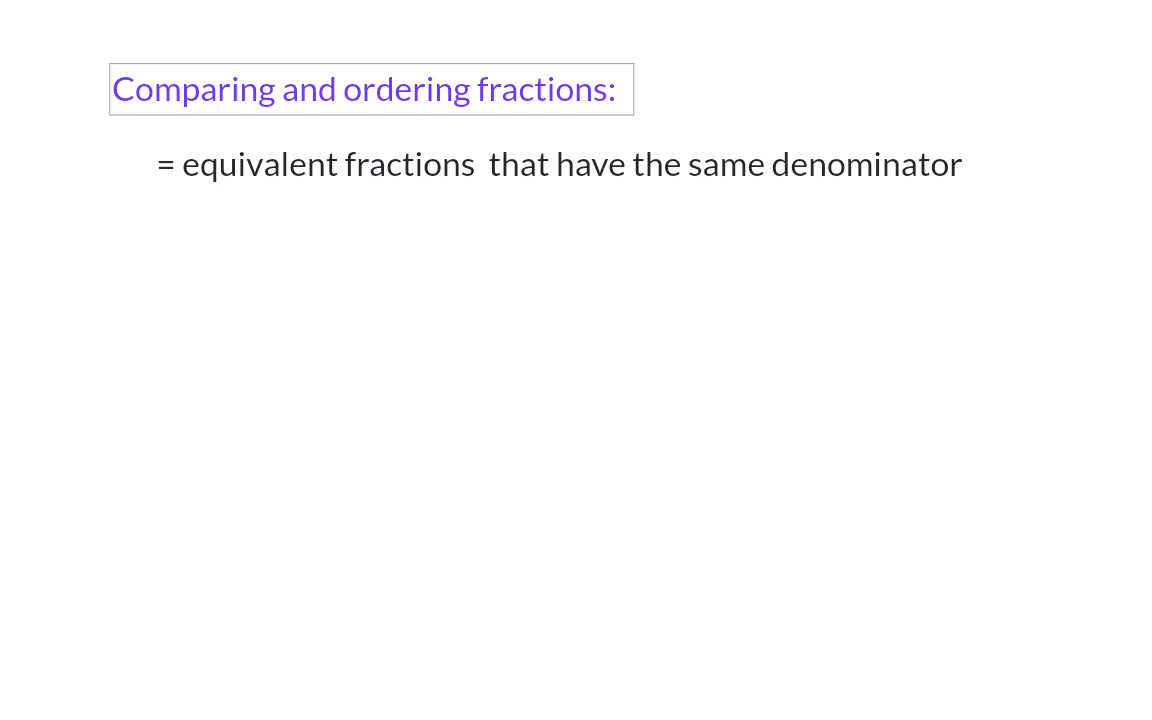 Comparing and ordering fractions:
= equivalent fractions  that have the same denominator